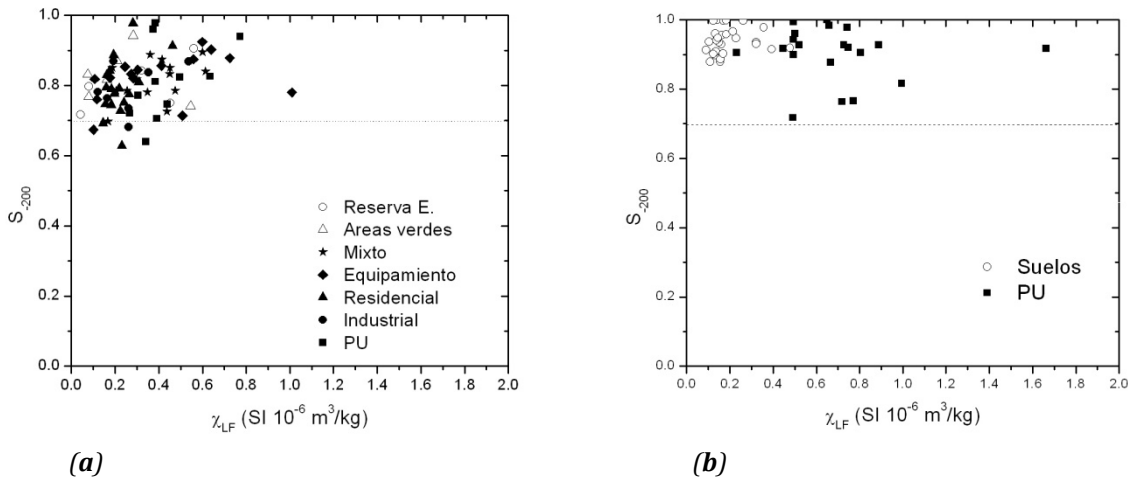 1.0
0.8
0.6
0.4
0.2
0.0
S-200
Reserva E.
Areas verdes
Mixto
Equipamiento
Residencial
Industrial
PU
0.0 0.2 0.4 0.6 0.8 1.0 1.2 1.4 1.6 1.8 2.0
χLF (SI 10-6 m3/kg)
(a)
1.0
0.8
0.6
0.4
0.2
0.0
S-200
Suelos
PU
0.0 0.2 0.4 0.6 0.8 1.0 1.2 1.4 1.6 1.8 2.0
χLF (SI 10-6 m3/kg)
(b)